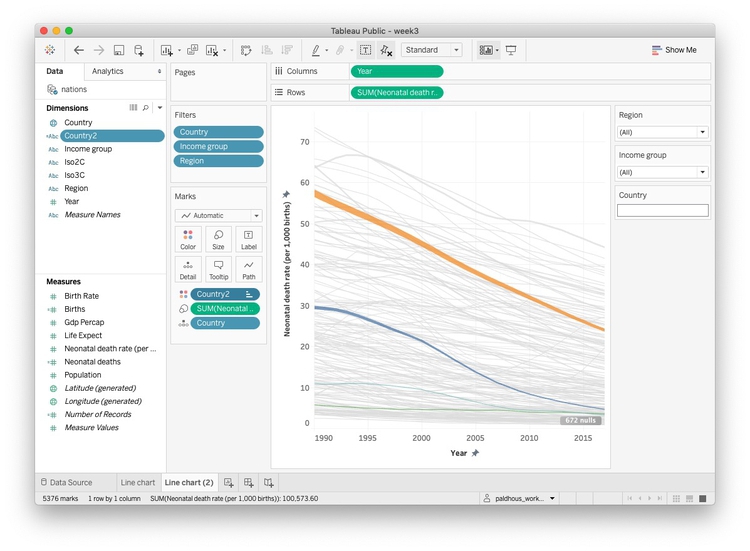 Tableau Public - week3
Standard
Show Me
Data
Analytics
nations
Dimensions
Country
Abc Country2
Abc Income group
Abc Iso2C
Abc Iso3C
Abc Region
# Year
Abc Measure Names
Measures
# Birth Rate
# Births
# Gdp Percap
# Life Expect
# Neonatal death rate (per ...
# Neonatal deaths
# Population
Latitude (generated)
Longitude (generated)
# Number of Records
# Measure Values
Pages
Filters
Country
Income group
Region
Marks
Automatic
Color
Size
Label
Detail
Tooltip
Path
Country2
SUM(Neonatal ..
Country
Columns
Year
Rows
SUM(Neonatal death r..
Neonatal death rate (per 1,000 births)
70
60
50
40
30
20
10
0
672 nulls
1990
1995
2000
2005
2010
2015
Year
Region
(All)
Income group
(All)
Country
Data Source
Line chart
Line chart (2)
5376 marks
1 row by 1 column
SUM(Neonatal death rate (per 1,000 births)): 100,573.60
paldhous_work...